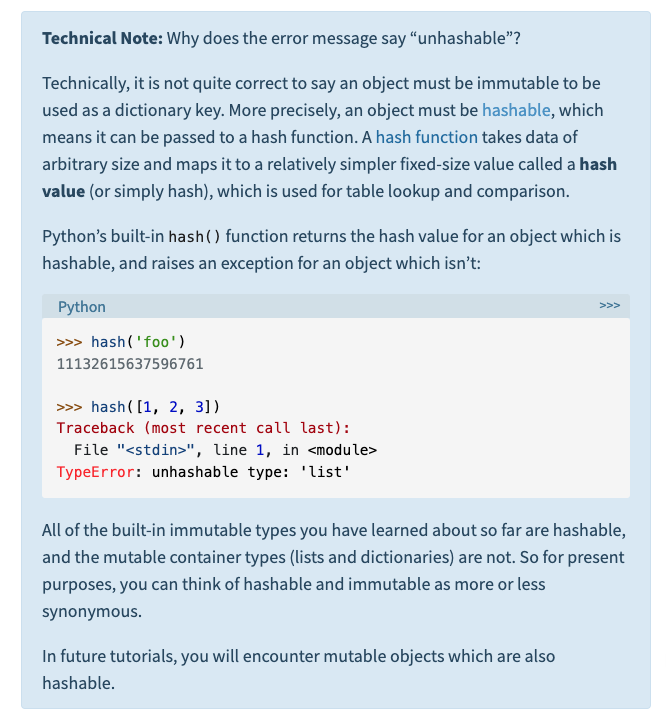 Technical Note: Why does the error message say “unhashable”?
Technically, it is not quite correct to say an object must be immutable to be
used as a dictionary key. More precisely, an object must be hashable, which
means it can be passed to a hash function. A hash function takes data of
arbitrary size and maps it to a relatively simpler fixed-size value called a hash
value (or simply hash), which is used for table lookup and comparison.
Python’s built-in hash() function returns the hash value for an object which is
hashable, and raises an exception for an object which isn’t:
Python >>>
>>> hash('foo')
11132615637596761
>>> hash([1, 2, 3])
Traceback (most recent call last):
  File "<stdin>", line 1, in <module>
TypeError: unhashable type: 'list'
All of the built-in immutable types you have learned about so far are hashable,
and the mutable container types (lists and dictionaries) are not. So for present
purposes, you can think of hashable and immutable as more or less
synonymous.
In future tutorials, you will encounter mutable objects which are also
hashable.